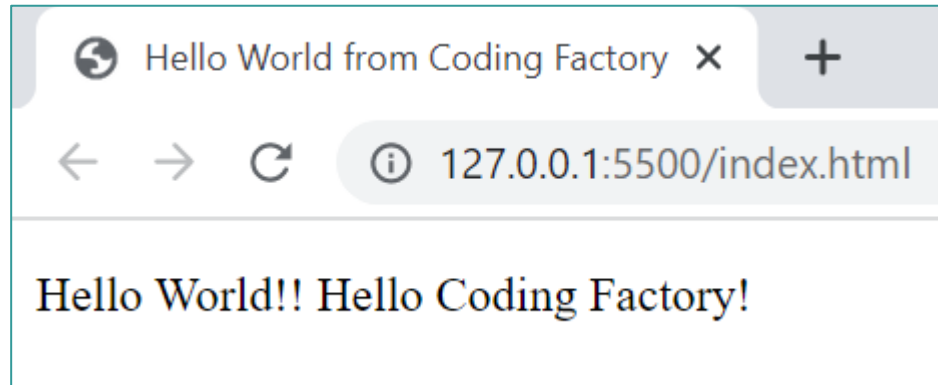 Hello World from Coding Factory
127.0.0.1:5500/index.html
Hello World!! Hello Coding Factory!